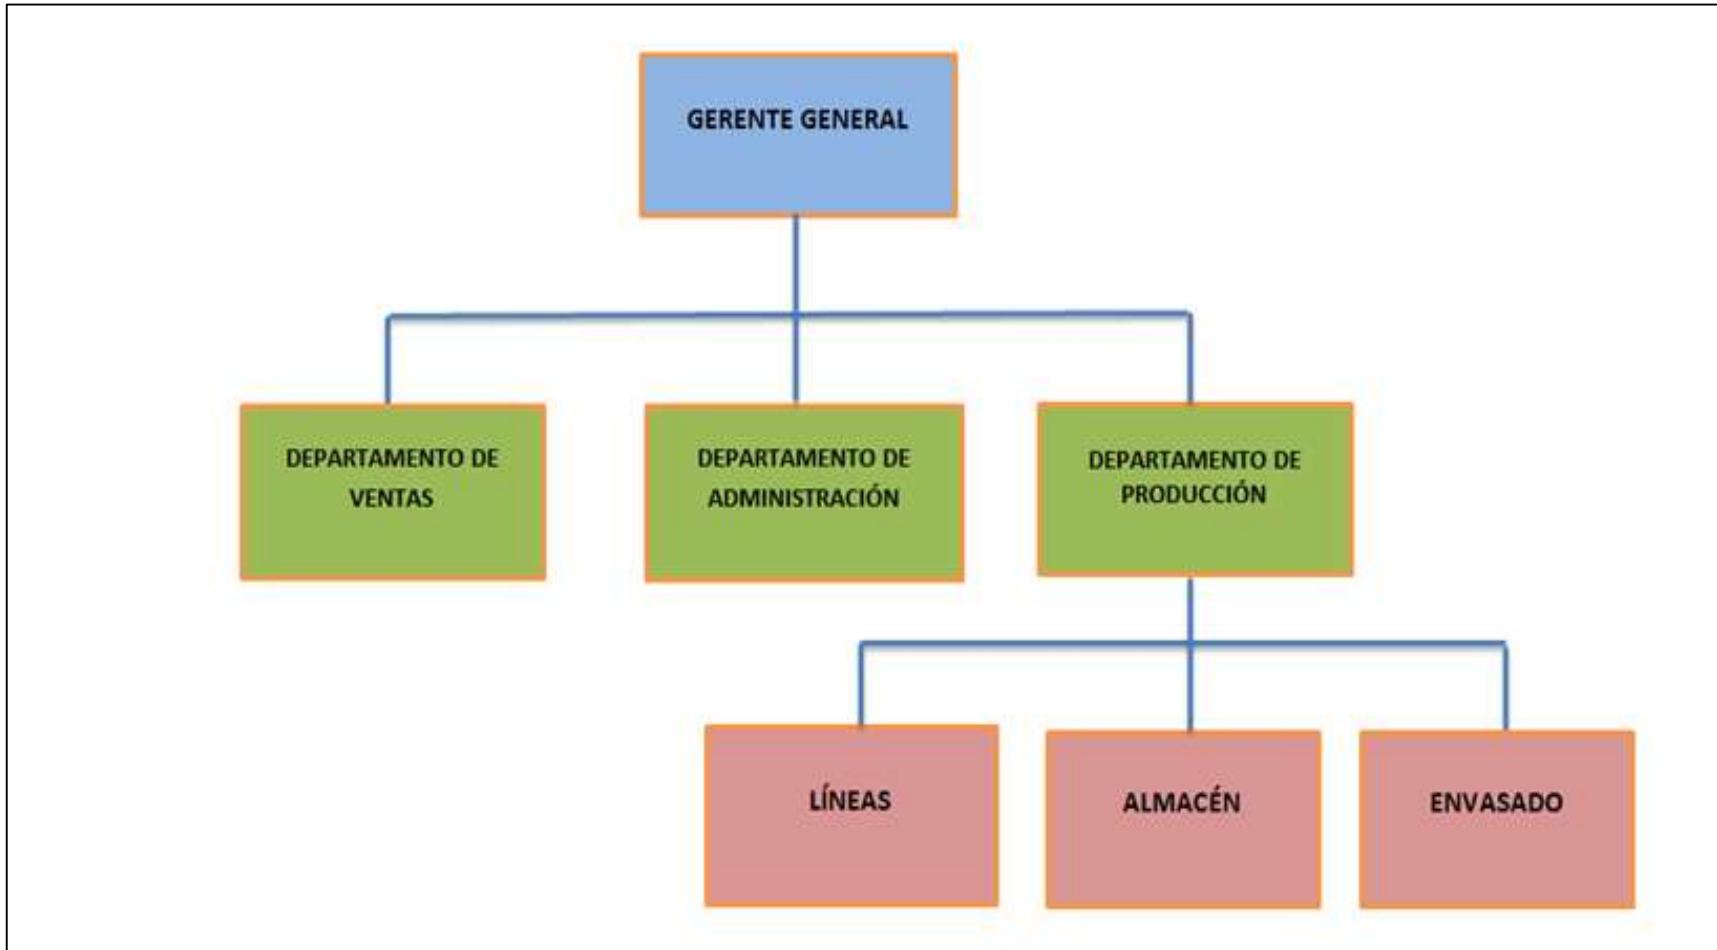 GERENTE GENERAL
DEPARTAMENTO DE
VENTAS
DEPARTAMENTO DE
ADMINISTRACIÓN
DEPARTAMENTO DE
PRODUCCIÓN
LÍNEAS
ALMACÉN
ENVASADO